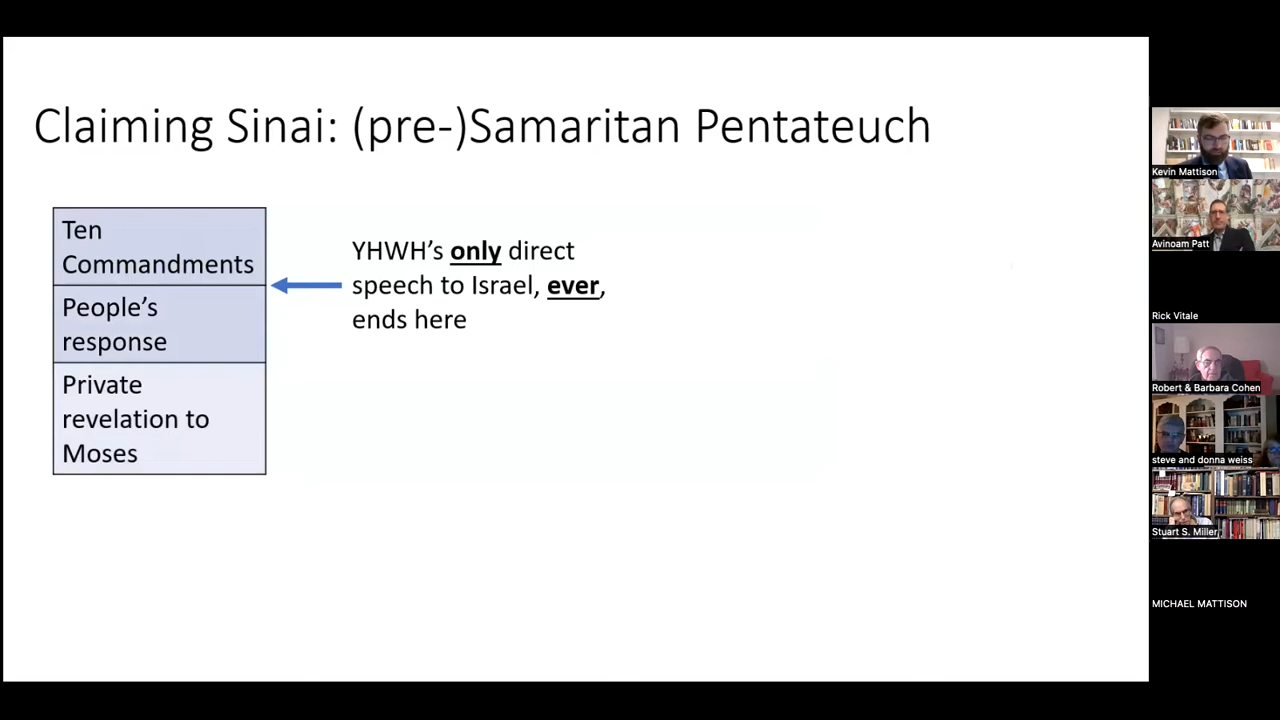 Claiming Sinai: (pre-)Samaritan Pentateuch
Ten
Commandments
People’s
response
Private
revelation to
Moses
YHWH’s only direct
speech to Israel, ever,
ends here
Kevin Mattison
Avinoam Patt
Rick Vitale
Robert & Barbara Cohen
steve and donna weiss
Stuart S. Miller
MICHAEL MATTISON